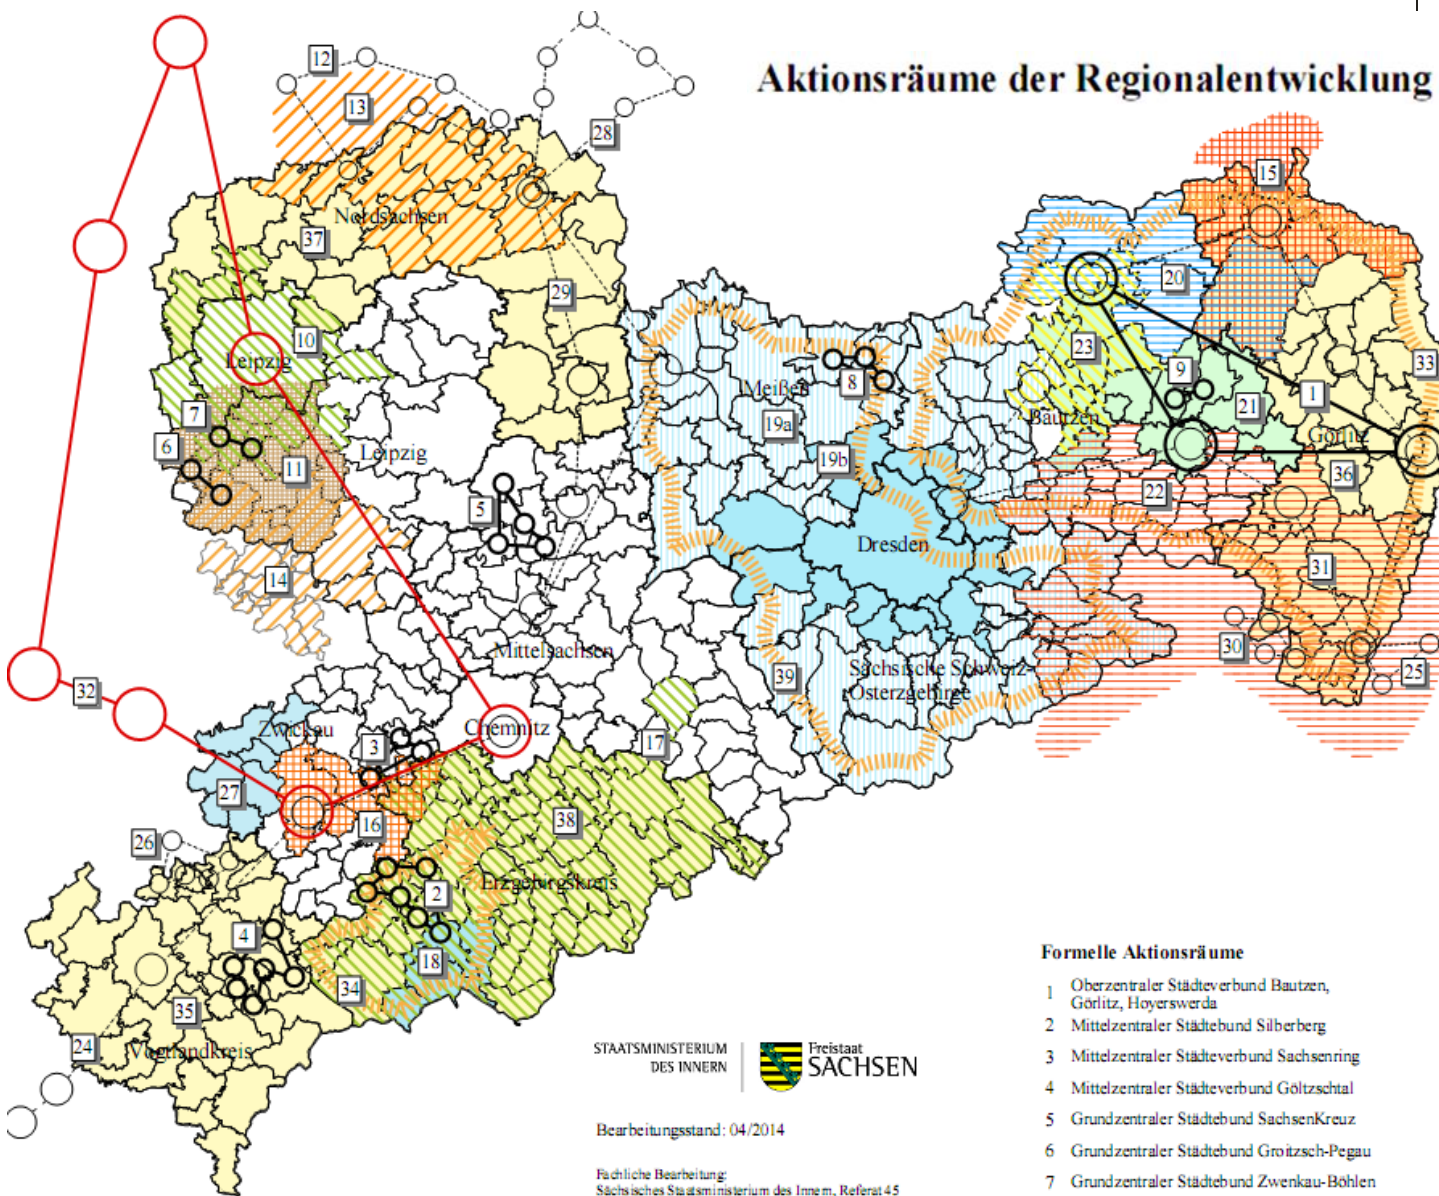 Aktionsräume der Regionalentwicklung
12
13
28
15
Nordsachsen
37
29
20
10
Leipzig
23
33
9
1
8
Meißen
21
7
19a
Bautzen
Görlitz
6
11
Leipzig
19b
36
5
22
Dresden
14
31
30
Mittelsachsen
25
Sächsische Schweiz-
Osterzgebirge
39
32
Zwickau
Chemnitz
3
17
27
16
38
26
2
Erzgebirgskreis
4
18
34
35
24
Vogtlandkreis
STAATSMINISTERIUM
DES INNERN
Freistaat
SACHSEN
Bearbeitungsstand: 04/2014
Fachliche Bearbeitung:
Sächsisches Staatsministerium des Innern, Referat 45
Formelle Aktionsräume
1 Oberzentraler Städteverbund Bautzen,
Görlitz, Hoyerswerda
2 Mittelzentraler Städtebund Silberberg
3 Mittelzentraler Städteverbund Sachsenring
4 Mittelzentraler Städteverbund Göltzschtal
5 Grundzentraler Städtebund SachsenKreuz
6 Grundzentraler Städtebund Groitzsch-Pegau
7 Grundzentraler Städtebund Zwenkau-Böhlen